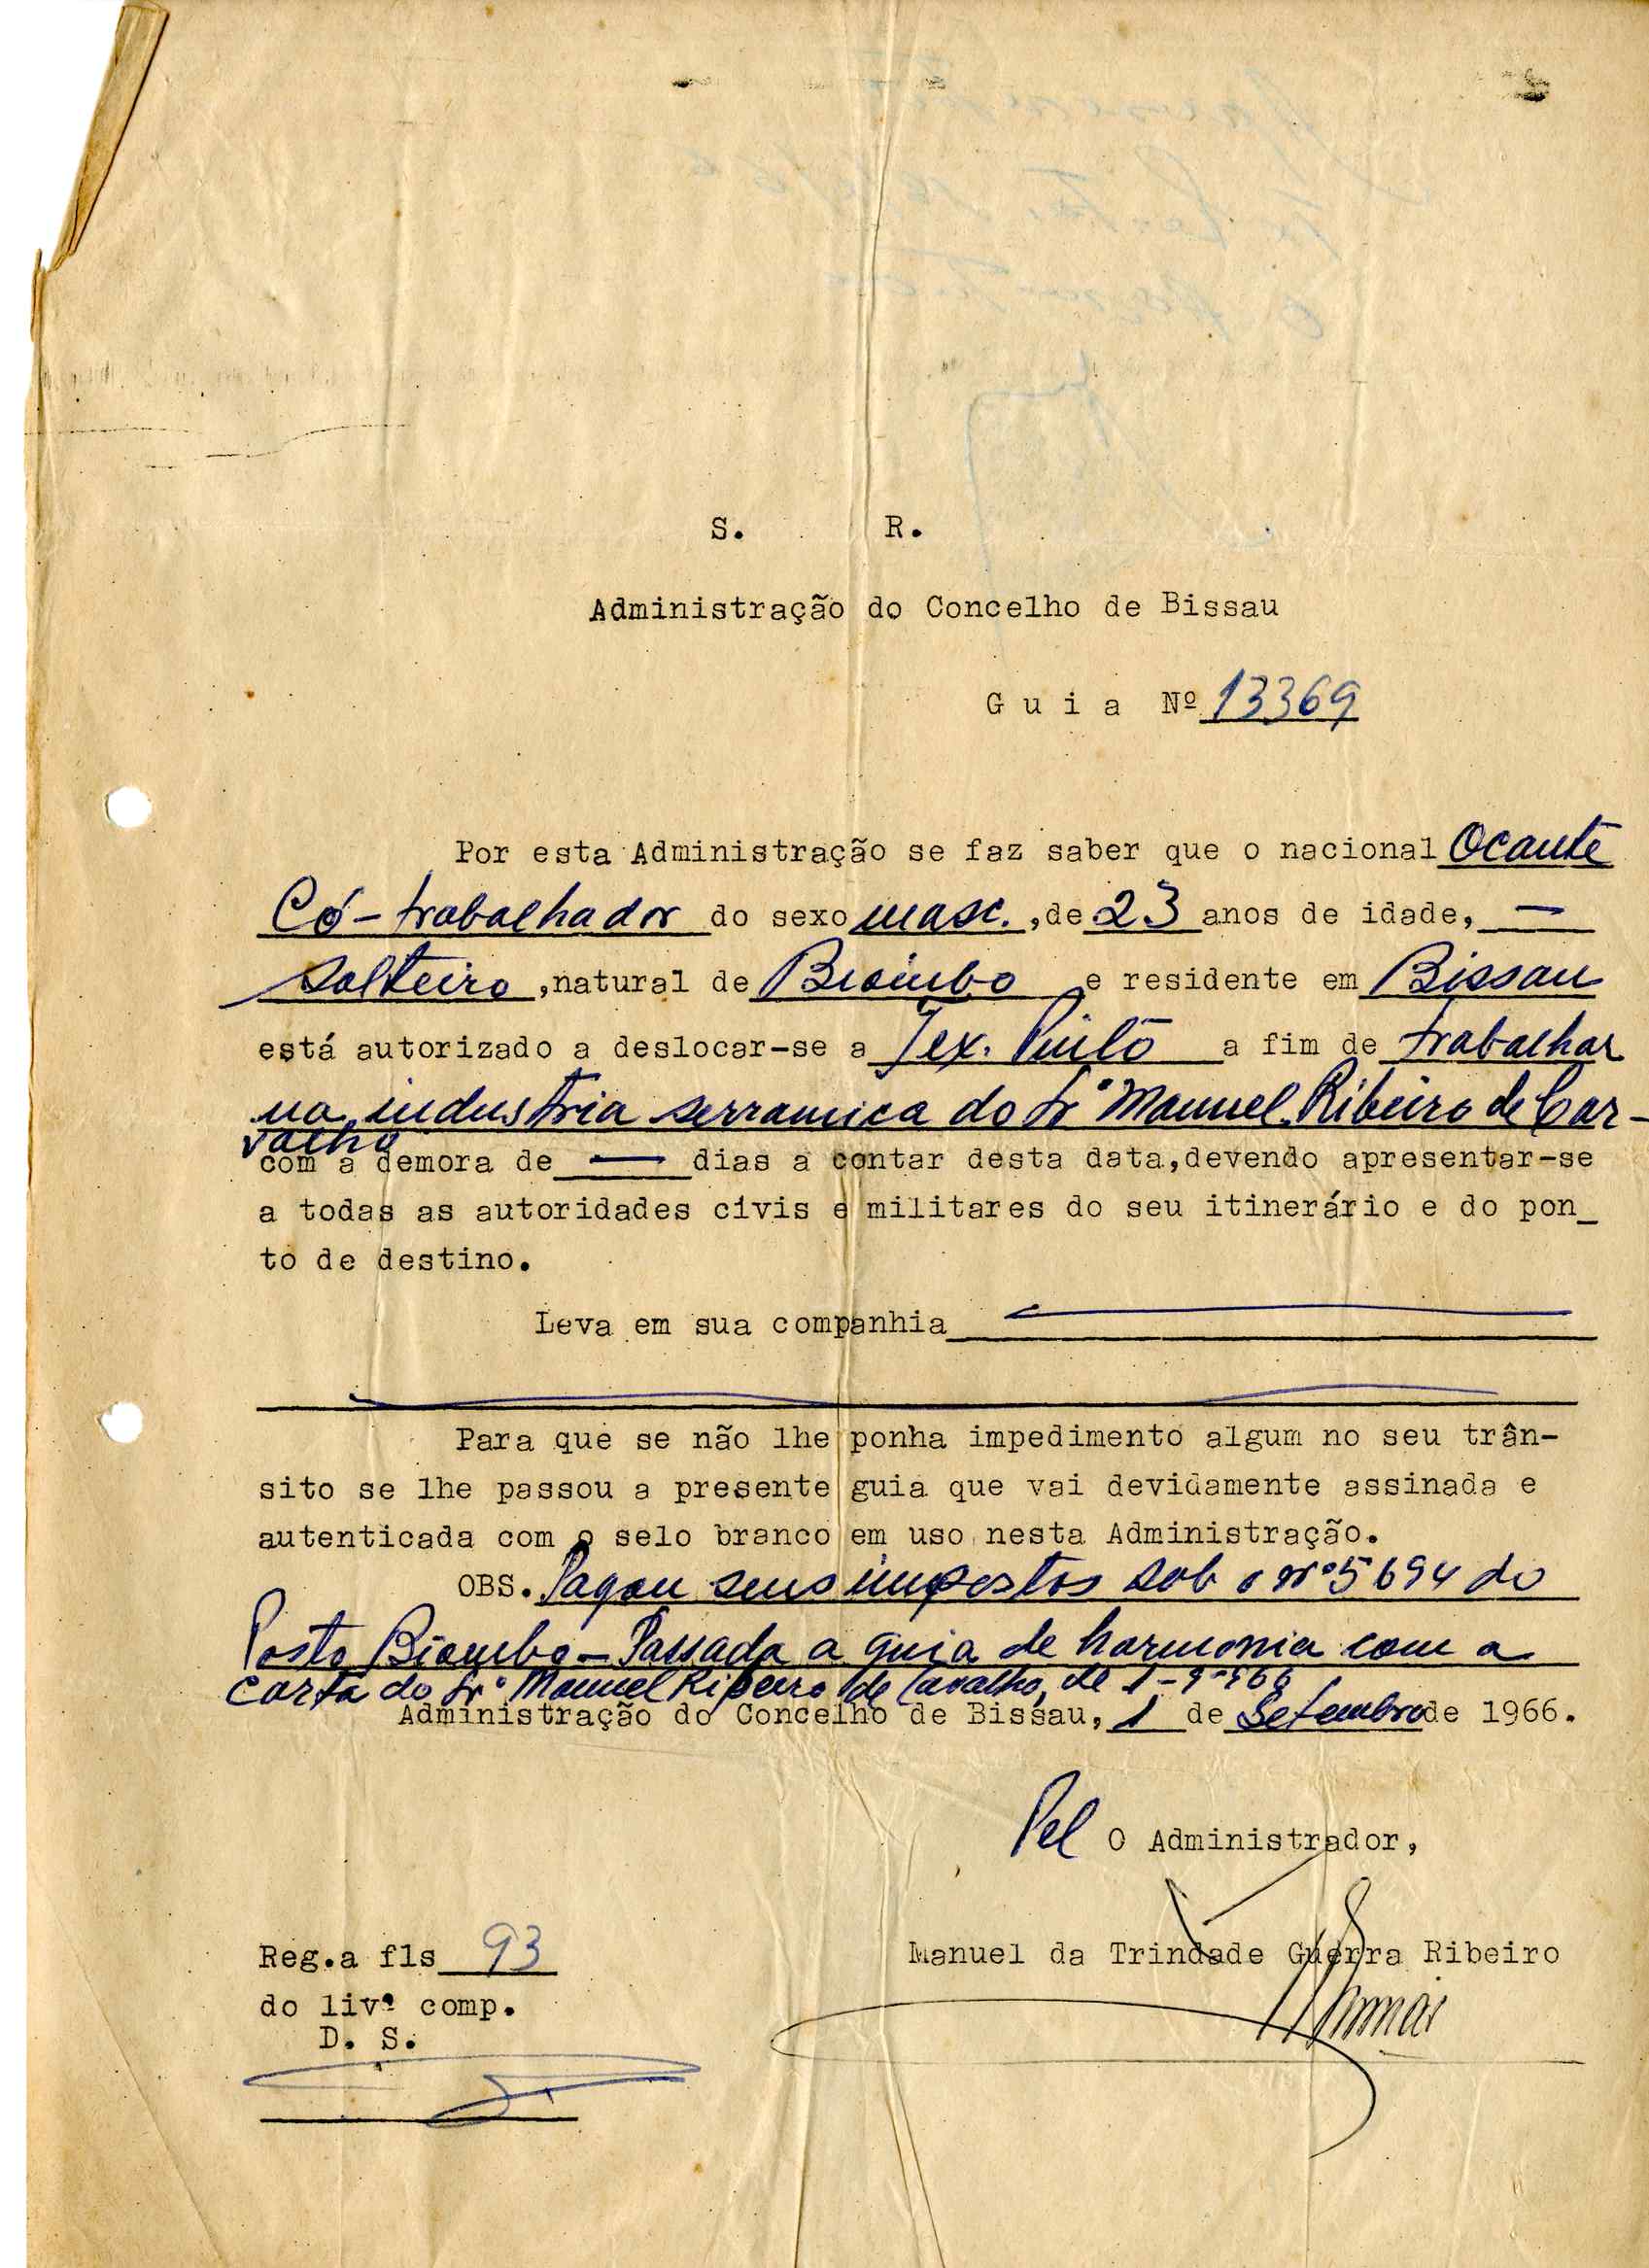 S. R.
Administração do Concelho de Bissau
Guia Nº 13369
Por esta Administração se faz saber que o nacional Ocante
Có - trabalhador do sexo masc. ,de 23 anos de idade, —
solteiro ,natural de Biombo e residente em Bissau
está autorizado a deslocar-se a Tex. Pintõ a fim de trabalhar
na industria serramica do Srº Manuel Ribeiro de Car-
valho
com a demora de — dias a contar desta data,devendo apresentar-se
a todas as autoridades civis e militares do seu itinerário e do pon_
to de destino.
Leva em sua companhia
Para que se não lhe ponha impedimento algum no seu trân-
sito se lhe passou a presente guia que vai devidamente assinada e
autenticada com o selo branco em uso nesta Administração.
OBS. Pagou seus impostos sob o nº 5694 do
Posto Biombo - Passada a guia de harmonia com a
carta do Srº Manuel Ribeiro de Carvalho, de 1-9-966
Administração do Concelho de Bissau, 1 de Setembro de 1966.
Pel O Administrador,
Manuel da Trindade Guerra Ribeiro
Reg.a fls 93
do livº comp.
D. S.